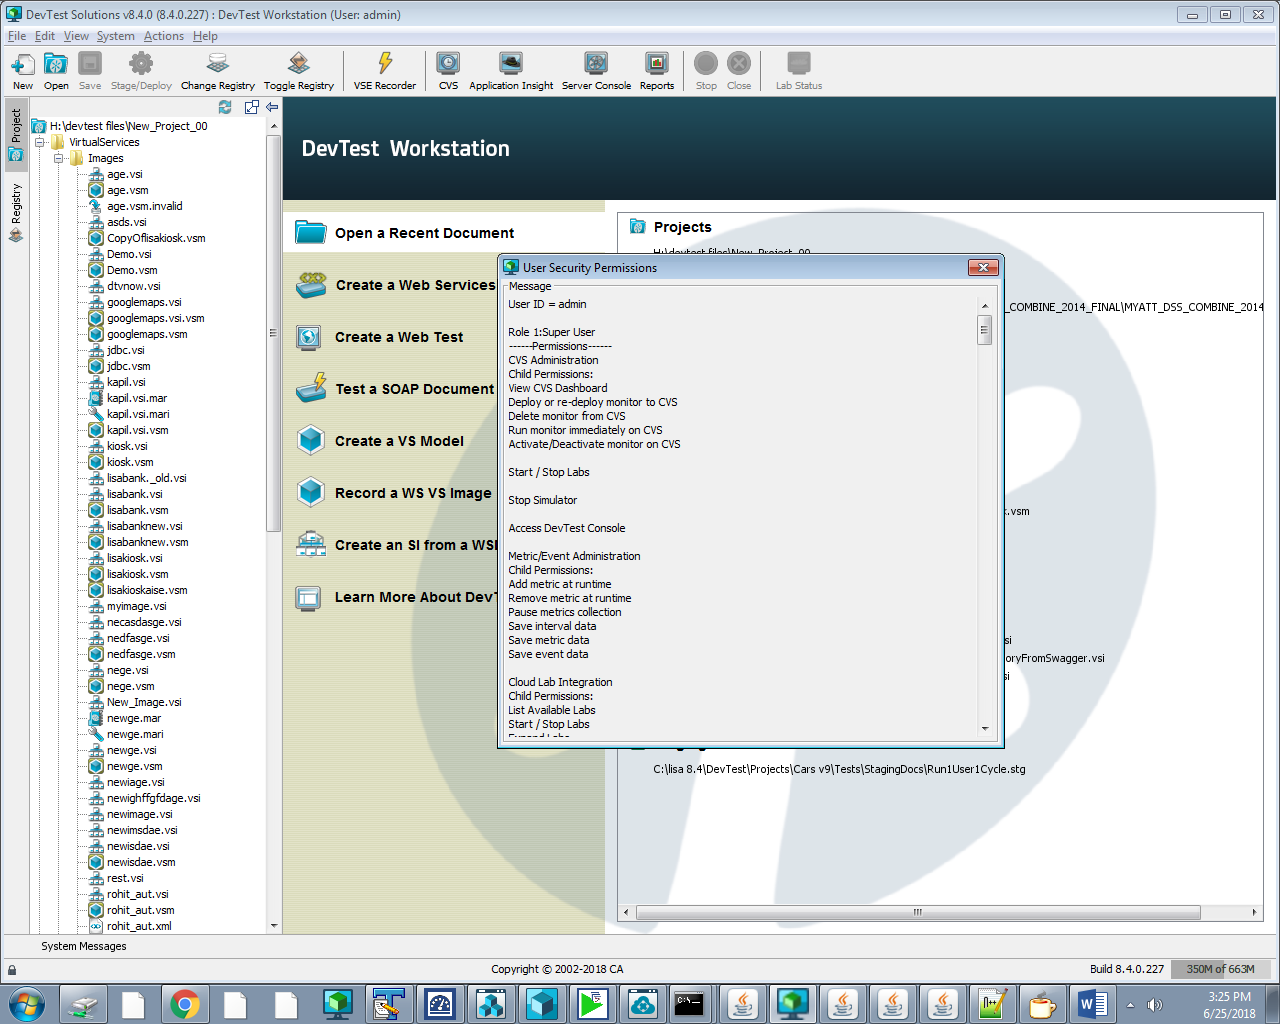 DevTest Solutions v8.4.0 (8.4.0.227) : DevTest Workstation (User: admin)
File Edit View System Actions Help
New Open Save Stage/Deploy Change Registry Toggle Registry VSE Recorder CVS Application Insight Server Console Reports Stop Close Lab Status
Project
Registry
H:\devtest files\New_Project_00
VirtualServices
Images
age.vsi
age.vsm
age.vsm.invalid
asds.vsi
CopyOflisakiosk.vsm
Demo.vsi
Demo.vsm
dtvnow.vsi
googlemaps.vsi
googlemaps.vsi.vsm
googlemaps.vsm
jdbc.vsi
jdbc.vsm
kapil.vsi
kapil.vsi.mar
kapil.vsi.mari
kapil.vsi.vsm
kiosk.vsi
kiosk.vsm
lisabank._old.vsi
lisabank.vsi
lisabank.vsm
lisabanknew.vsi
lisabanknew.vsm
lisakiosk.vsi
lisakiosk.vsm
lisakioskaise.vsm
myimage.vsi
necasdasge.vsi
nedfasge.vsi
nedfasge.vsm
nege.vsi
nege.vsm
New_Image.vsi
newge.mar
newge.mari
newge.vsi
newge.vsm
newiage.vsi
newighffgfdage.vsi
newimage.vsi
newimsdae.vsi
newisdae.vsi
newisdae.vsm
rest.vsi
rohit_aut.vsi
rohit_aut.vsm
rohit_aut.xml
DevTest Workstation
Open a Recent Document
Create a Web Services
Create a Web Test
Test a SOAP Document
Create a VS Model
Record a WS VS Image
Create an SI from a WS
Learn More About Dev
Projects
H:\devtest files\New_Project_00
_COMBINE_2014_FINAL\MYATT_DSS_COMBINE_2014
.vsm
oryFromSwagger.vsi
C:\lisa 8.4\DevTest\Projects\Cars v9\Tests\StagingDocs\Run1User1Cycle.stg
User Security Permissions
Message
User ID = admin
Role 1:Super User
------Permissions------
CVS Administration
Child Permissions:
View CVS Dashboard
Deploy or re-deploy monitor to CVS
Delete monitor from CVS
Run monitor immediately on CVS
Activate/Deactivate monitor on CVS
Start / Stop Labs
Stop Simulator
Access DevTest Console
Metric/Event Administration
Child Permissions:
Add metric at runtime
Remove metric at runtime
Pause metrics collection
Save interval data
Save metric data
Save event data
Cloud Lab Integration
Child Permissions:
List Available Labs
Start / Stop Labs
Expand Labs
System Messages
Copyright © 2002-2018 CA
Build 8.4.0.227
350M of 663M
3:25 PM
6/25/2018